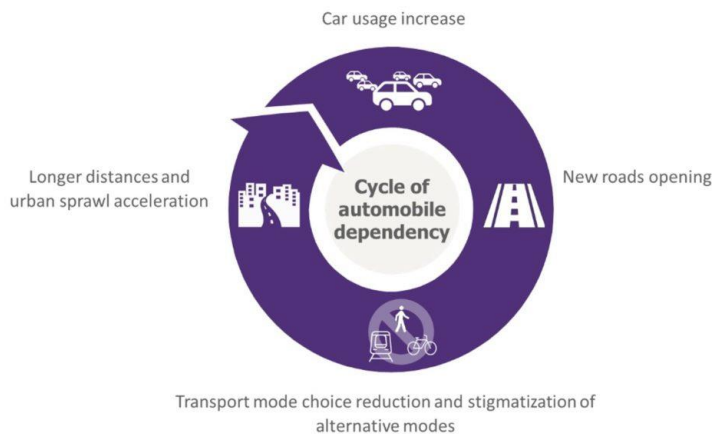 Car usage increase
Longer distances and
urban sprawl acceleration
Cycle of
automobile
dependency
New roads opening
Transport mode choice reduction and stigmatization of
alternative modes